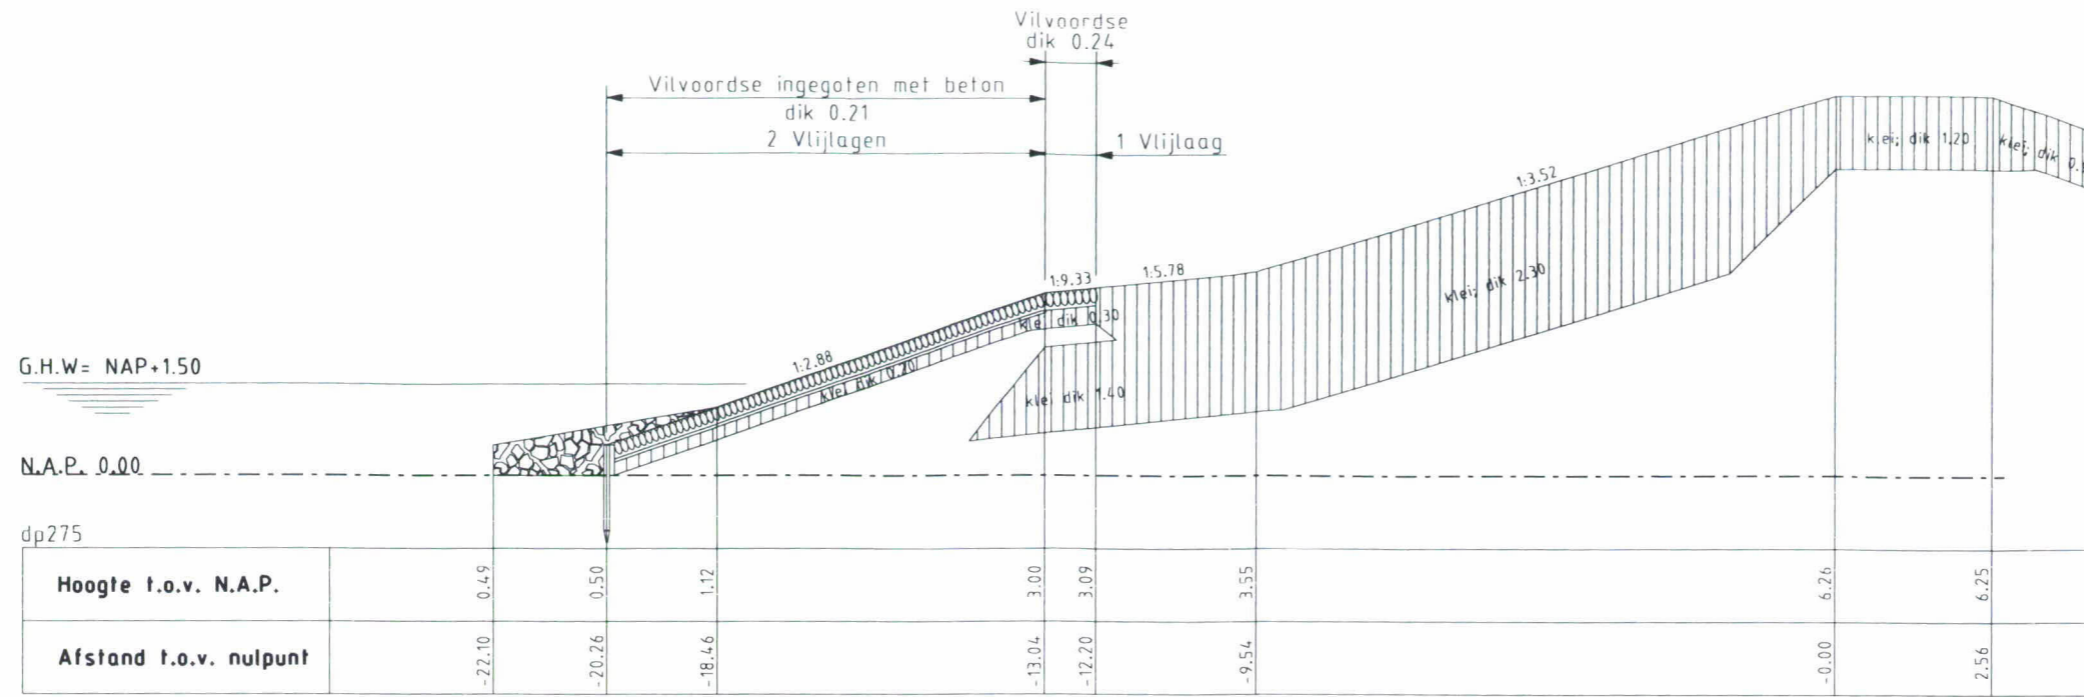 Vilvoordse
dik 0.24
Vilvoordse ingegoten met beton
dik 0.21
2 Vlijlagen
1 Vlijlaag
klei; dik 1.20
klei; dik
1:3.52
1:9.33
1:5.78
klei; dik 2.30
klei dik 0.30
1:2.88
klei dik 0.20
klei dik 1.40
G.H.W= NAP+1.50
N.A.P. 0.00
dp275
Hoogte t.o.v. N.A.P. 0.49 0.50 1.12 3.00 3.09 3.55 6.26 6.25
Afstand t.o.v. nulpunt -22.10 -20.26 -18.46 -13.04 -12.20 -9.54 -0.00 2.56